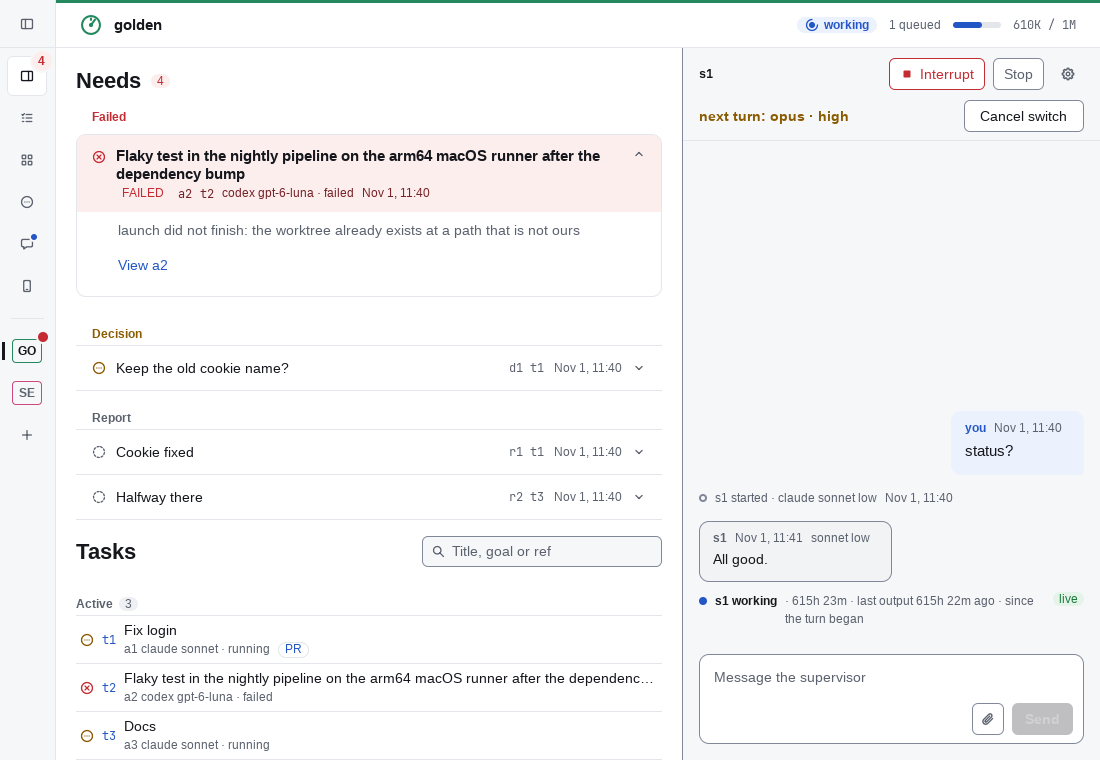 golden
working
1 queued
610K / 1M
4
GO
SE
Needs 4
Failed
Flaky test in the nightly pipeline on the arm64 macOS runner after the
dependency bump
FAILED a2 t2 codex gpt-6-luna · failed Nov 1, 11:40
launch did not finish: the worktree already exists at a path that is not ours
View a2
Decision
Keep the old cookie name? d1 t1 Nov 1, 11:40
Report
Cookie fixed r1 t1 Nov 1, 11:40
Halfway there r2 t3 Nov 1, 11:40
Tasks
Title, goal or ref
Active 3
t1 Fix login
a1 claude sonnet · running PR
t2 Flaky test in the nightly pipeline on the arm64 macOS runner after the dependenc…
a2 codex gpt-6-luna · failed
t3 Docs
a3 claude sonnet · running
s1
Interrupt
Stop
next turn: opus · high
Cancel switch
you Nov 1, 11:40
status?
s1 started · claude sonnet low Nov 1, 11:40
s1 Nov 1, 11:41 sonnet low
All good.
s1 working · 615h 23m · last output 615h 22m ago · since
the turn began
live
Message the supervisor
Send